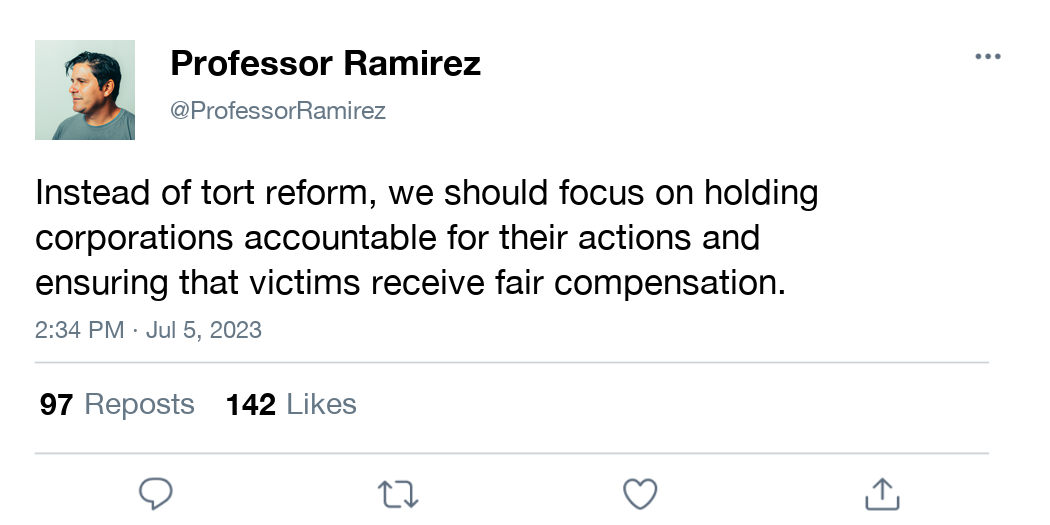 Professor Ramirez
@ProfessorRamirez
Instead of tort reform, we should focus on holding
corporations accountable for their actions and
ensuring that victims receive fair compensation.
2:34 PM · Jul 5, 2023
97 Reposts 142 Likes